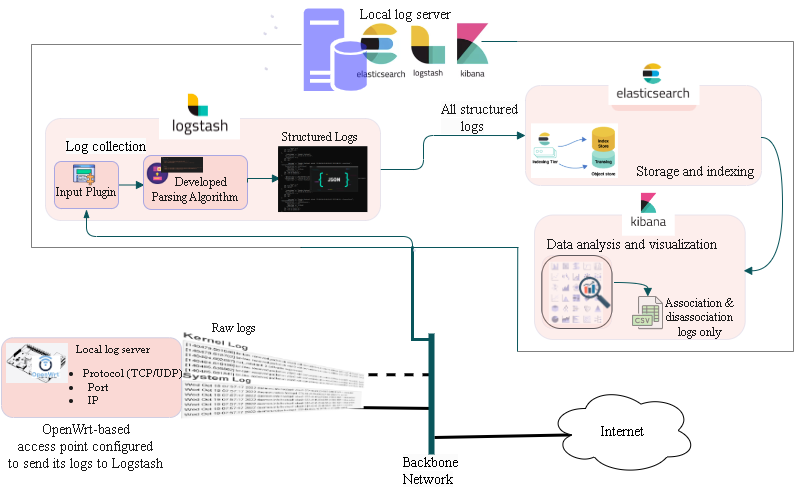 Local log server
elasticsearch
logstash
kibana
logstash
Log collection
Input Plugin
Developed
Parsing Algorithm
Structured Logs
{ JSON }
All structured
logs
elasticsearch
Indexing Tier
Index
Store
Translog
Object store
Storage and indexing
kibana
Data analysis and visualization
CSV
Association &
disassociation
logs only
Raw logs
Kernel Log
System Log
Local log server
• Protocol (TCP/UDP)
• Port
• IP
OpenWrt
OpenWrt-based
access point configured
to send its logs to Logstash
Backbone
Network
Internet